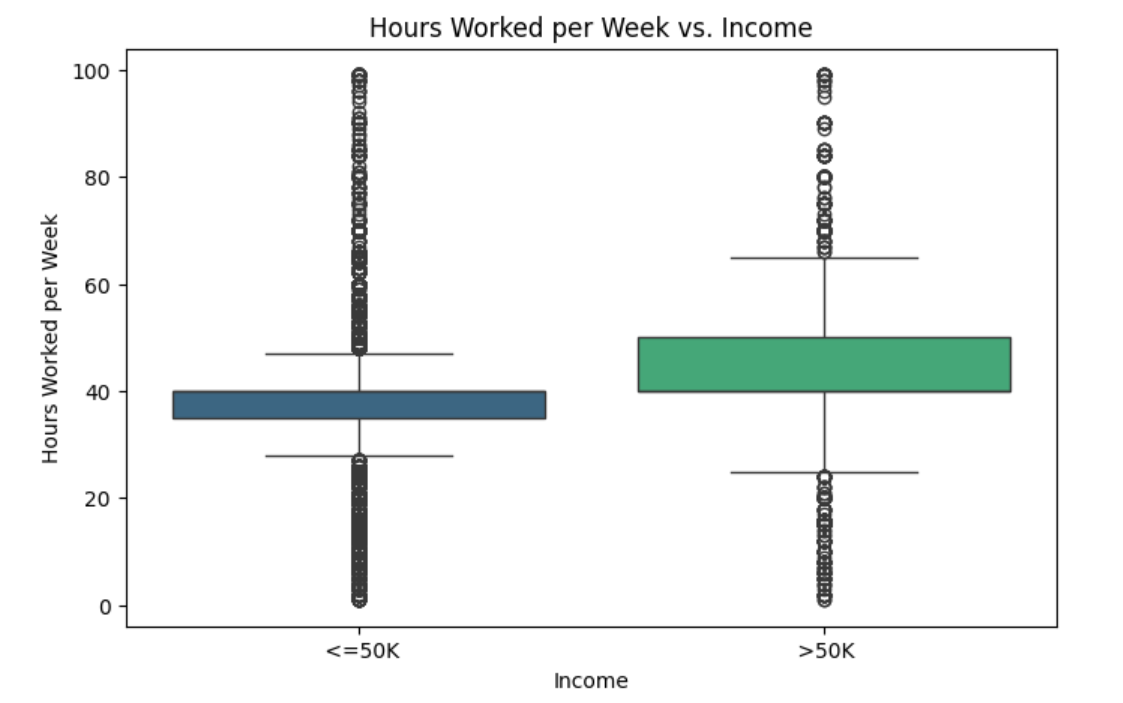 Hours Worked per Week vs. Income
Hours Worked per Week
100
80
60
40
20
0
<=50K
>50K
Income